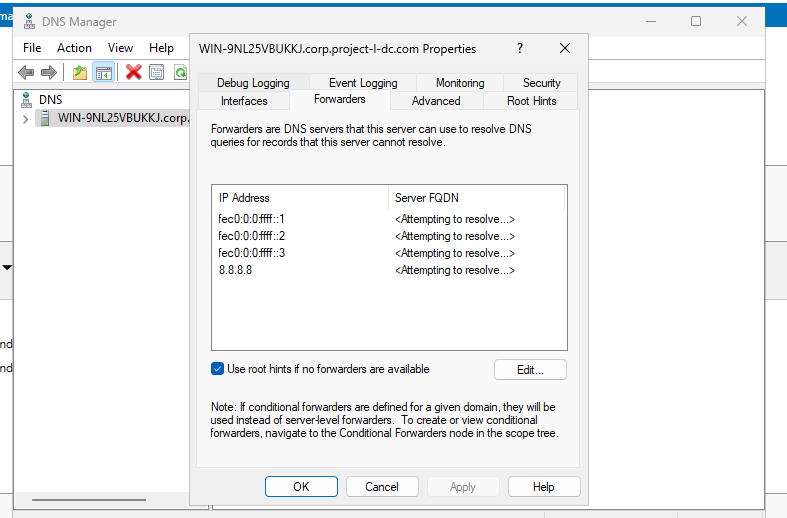 ma
DNS Manager
File Action View Help
DNS
WIN-9NL25VBUKKJ.corp.
nd
nd
WIN-9NL25VBUKKJ.corp.project-l-dc.com Properties
?
Debug Logging Event Logging Monitoring Security
Interfaces Forwarders Advanced Root Hints
Forwarders are DNS servers that this server can use to resolve DNS
queries for records that this server cannot resolve.
IP Address Server FQDN
fec0:0:0:ffff::1 <Attempting to resolve...>
fec0:0:0:ffff::2 <Attempting to resolve...>
fec0:0:0:ffff::3 <Attempting to resolve...>
8.8.8.8 <Attempting to resolve...>
Use root hints if no forwarders are available
Edit...
Note: If conditional forwarders are defined for a given domain, they will be
used instead of server-level forwarders. To create or view conditional
forwarders, navigate to the Conditional Forwarders node in the scope tree.
OK Cancel Apply Help